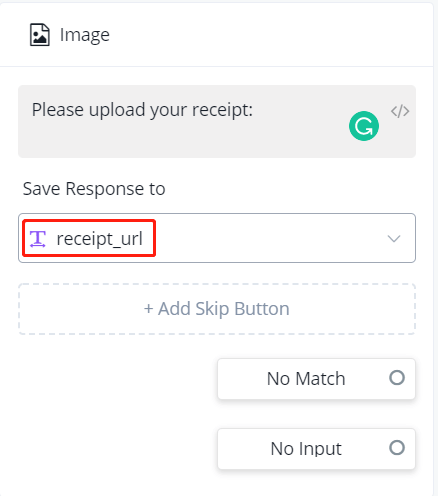 Image
Please upload your receipt:
</>
Save Response to
T receipt_url
+ Add Skip Button
No Match
No Input